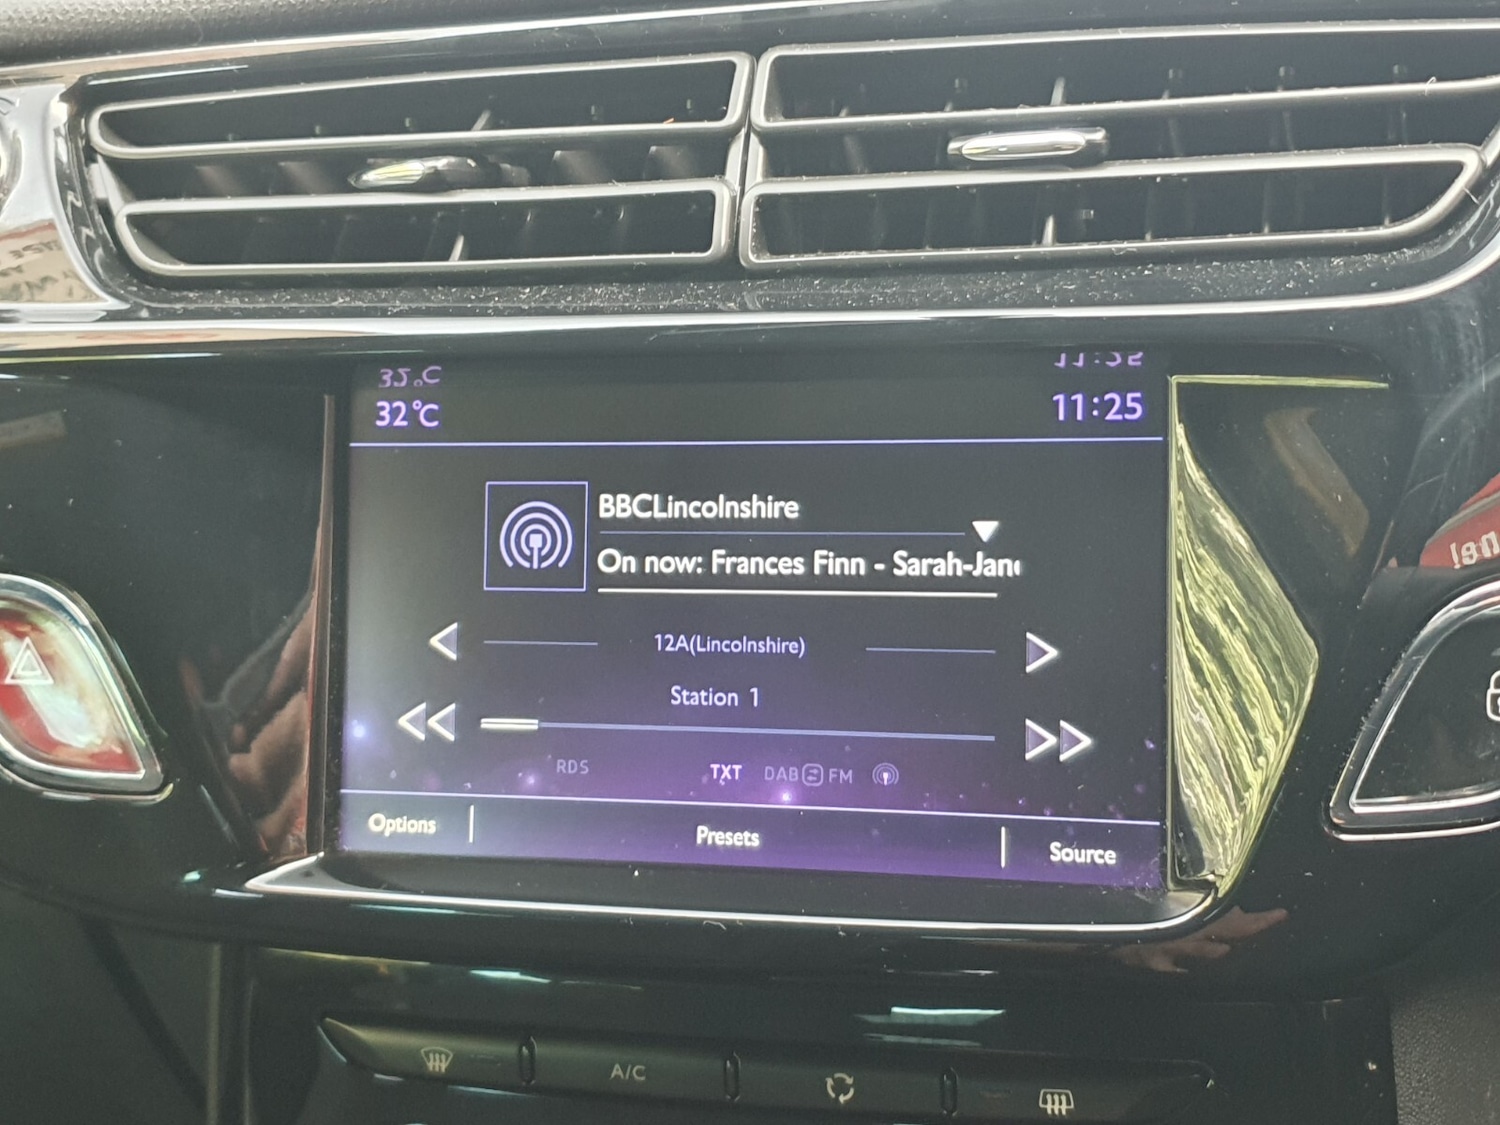 32°C
11:25
BBCLincolnshire
On now: Frances Finn - Sarah-Jan
12A(Lincolnshire)
Station 1
RDS TXT DAB FM
Options Presets Source
A/C